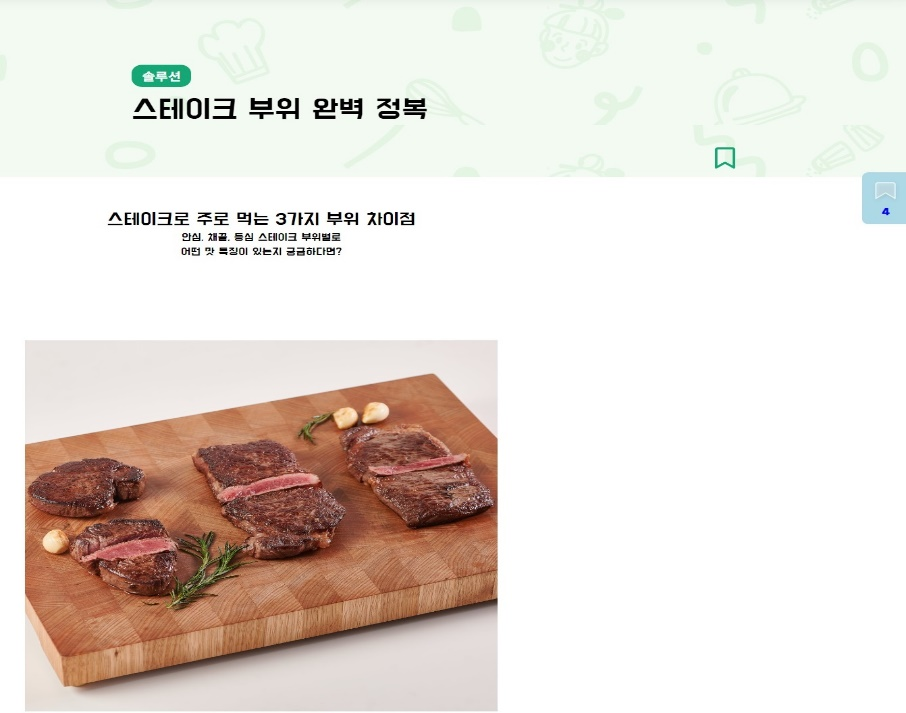 솔루션
스테이크 부위 완벽 정복
4
스테이크로 주로 먹는 3가지 부위 차이점
안심, 채끝, 등심 스테이크 부위별로
어떤 맛 특징이 있는지 궁금하다면?